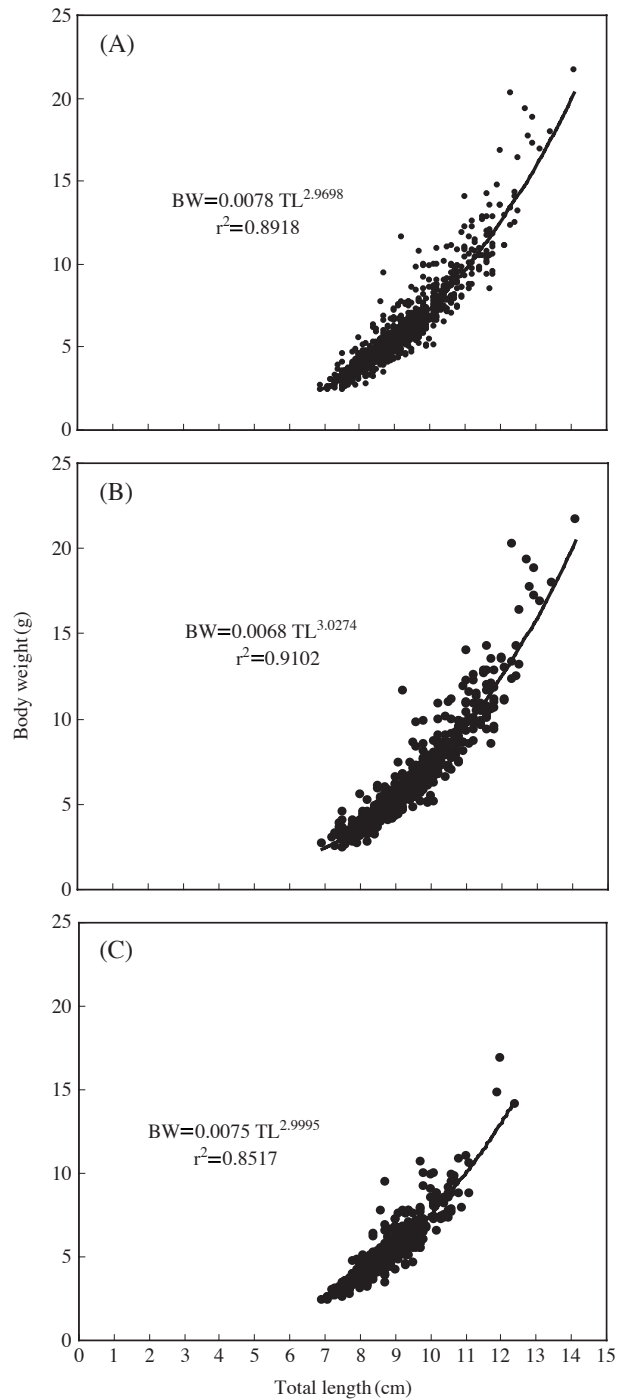 25
(A)
20
15
BW=0.0078 TL^2.9698
r²=0.8918
10
5
0
25
(B)
20
BW=0.0068 TL^3.0274
r²=0.9102
15
Body weight (g)
10
5
0
25
(C)
20
15
BW=0.0075 TL^2.9995
r²=0.8517
10
5
0
0 1 2 3 4 5 6 7 8 9 10 11 12 13 14 15
Total length (cm)